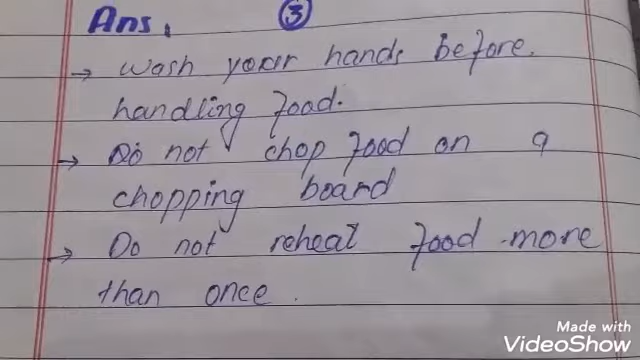 Ans. ③
→ Wash your hands before.
handling food.
→ Do not chop food on a
chopping board
→ Do not reheat food more
than once.
Made with
VideoShow